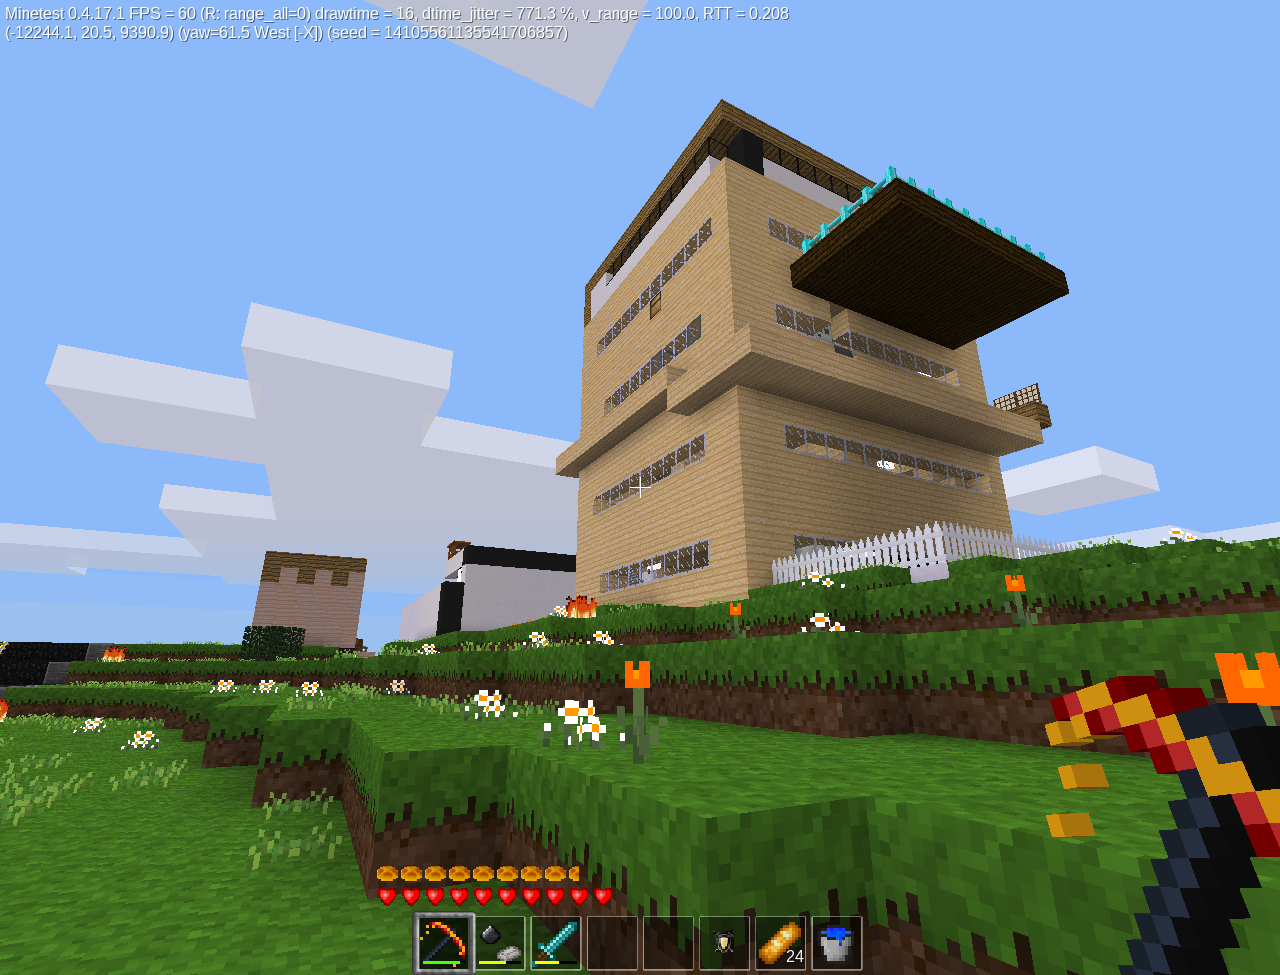 Minetest 0.4.17.1 FPS = 60 (R: range_all=0) drawtime = 16, dtime_jitter = 771.3 %, v_range = 100.0, RTT = 0.208
(-12244.1, 20.5, 9390.9) (yaw=61.5 West [-X]) (seed = 14105561135541706857)
24